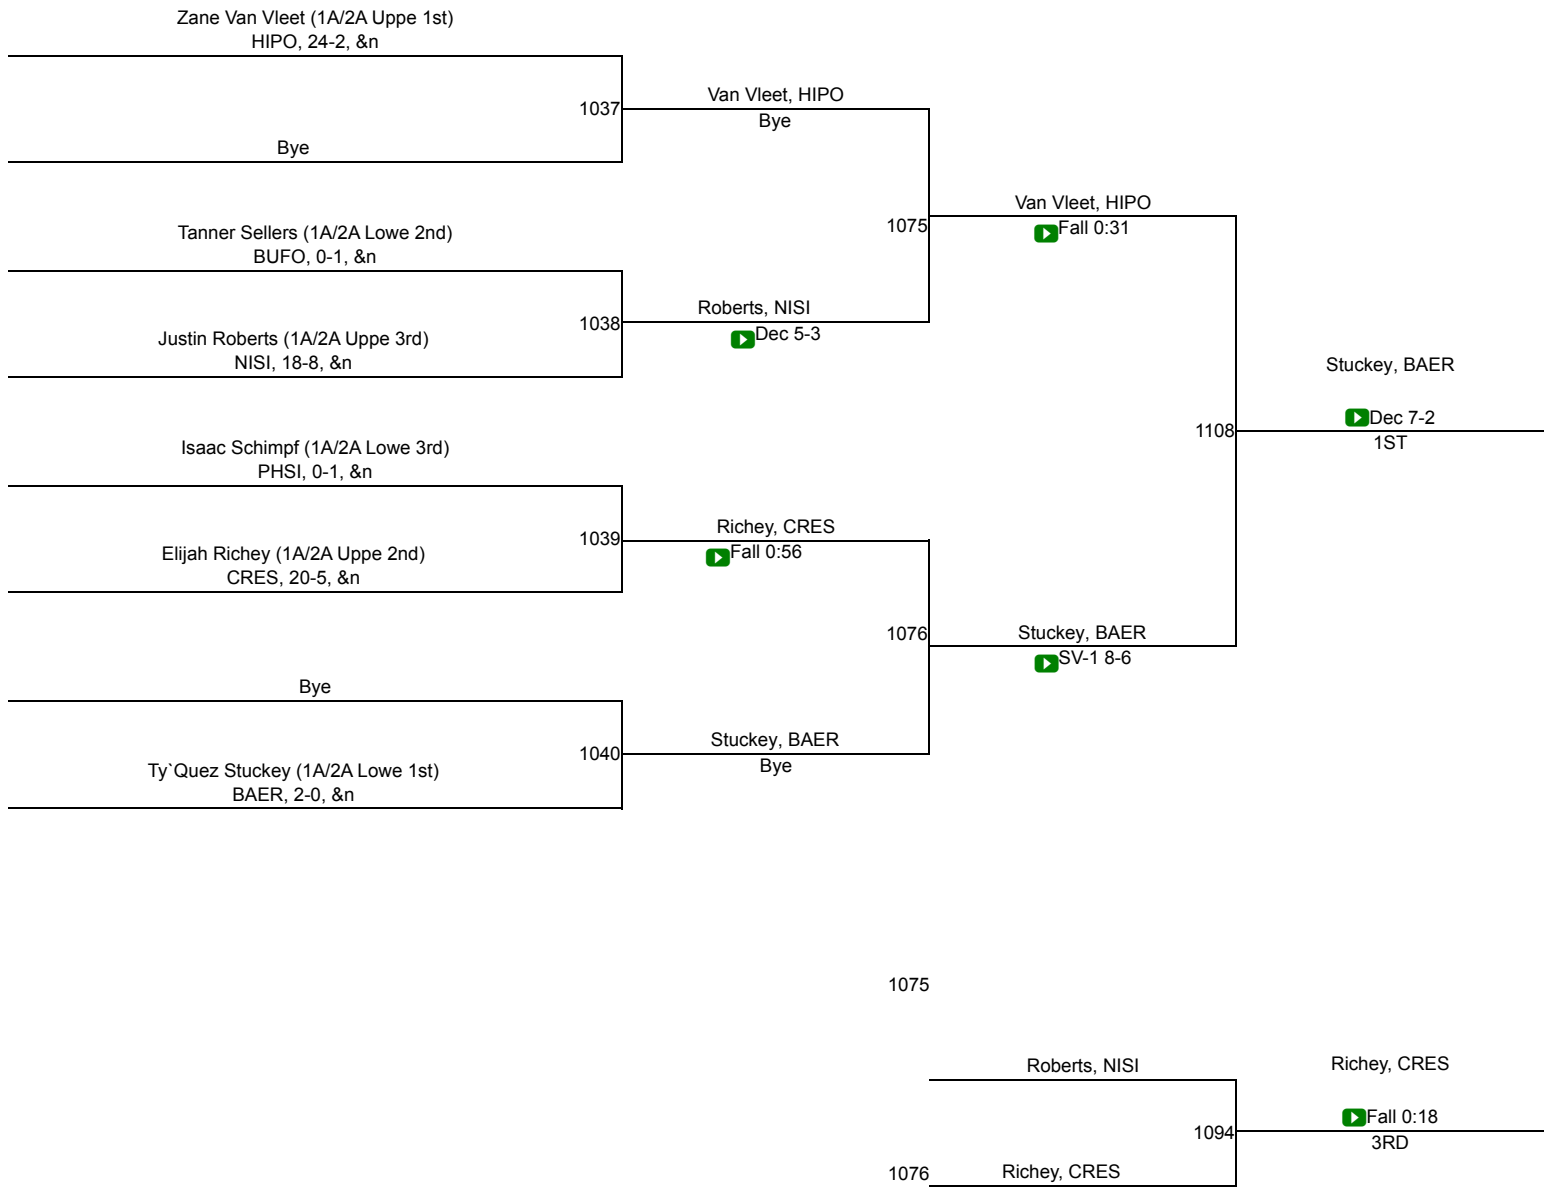 Zane Van Vleet (1A/2A Uppe 1st)
HIPO, 24-2, &n
1037
Van Vleet, HIPO
Bye
Bye
Tanner Sellers (1A/2A Lowe 2nd)
BUFO, 0-1, &n
1075
Van Vleet, HIPO
Fall 0:31
Justin Roberts (1A/2A Uppe 3rd)
NISI, 18-8, &n
1038
Roberts, NISI
Dec 5-3
Stuckey, BAER
Dec 7-2
1ST
1108
Isaac Schimpf (1A/2A Lowe 3rd)
PHSI, 0-1, &n
1039
Richey, CRES
Fall 0:56
Elijah Richey (1A/2A Uppe 2nd)
CRES, 20-5, &n
1076
Stuckey, BAER
SV-1 8-6
Bye
1040
Stuckey, BAER
Bye
Ty`Quez Stuckey (1A/2A Lowe 1st)
BAER, 2-0, &n
1075
Roberts, NISI
Richey, CRES
Fall 0:18
3RD
1094
1076
Richey, CRES